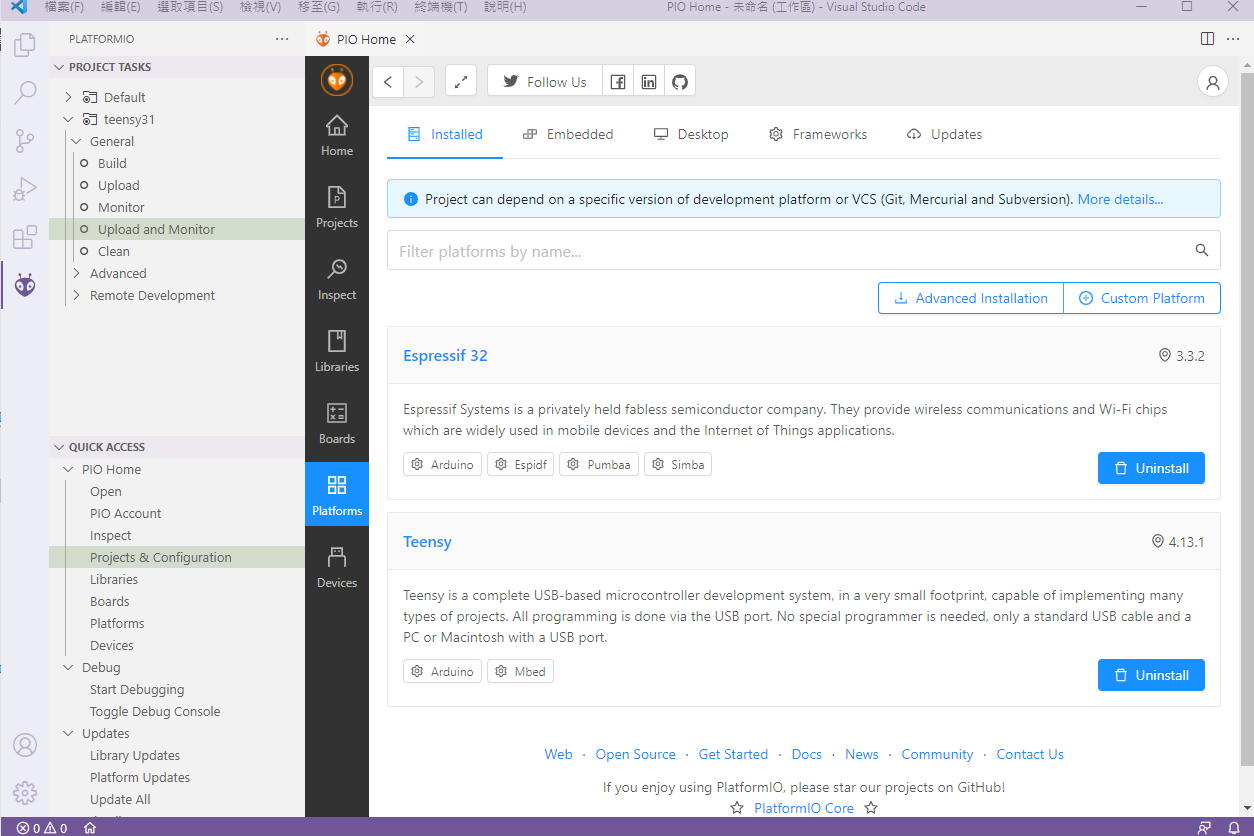 檔案(F) 編輯(E) 選取項目(S) 檢視(V) 移至(G) 執行(R) 終端機(T) 說明(H) PIO Home - 未命名 (工作區) - Visual Studio Code
PLATFORMIO
PROJECT TASKS
Default
teensy31
General
Build
Upload
Monitor
Upload and Monitor
Clean
Advanced
Remote Development
QUICK ACCESS
PIO Home
Open
PIO Account
Inspect
Projects & Configuration
Libraries
Boards
Platforms
Devices
Debug
Start Debugging
Toggle Debug Console
Updates
Library Updates
Platform Updates
Update All
0 0
PIO Home
Home
Projects
Inspect
Libraries
Boards
Platforms
Devices
Follow Us
Installed Embedded Desktop Frameworks Updates
Project can depend on a specific version of development platform or VCS (Git, Mercurial and Subversion). More details...
Filter platforms by name...
Advanced Installation Custom Platform
Espressif 32 3.3.2
Espressif Systems is a privately held fabless semiconductor company. They provide wireless communications and Wi-Fi chips
which are widely used in mobile devices and the Internet of Things applications.
Arduino Espidf Pumbaa Simba
Uninstall
Teensy 4.13.1
Teensy is a complete USB-based microcontroller development system, in a very small footprint, capable of implementing many
types of projects. All programming is done via the USB port. No special programmer is needed, only a standard USB cable and a
PC or Macintosh with a USB port.
Arduino Mbed
Uninstall
Web · Open Source · Get Started · Docs · News · Community · Contact Us
If you enjoy using PlatformIO, please star our projects on GitHub!
PlatformIO Core